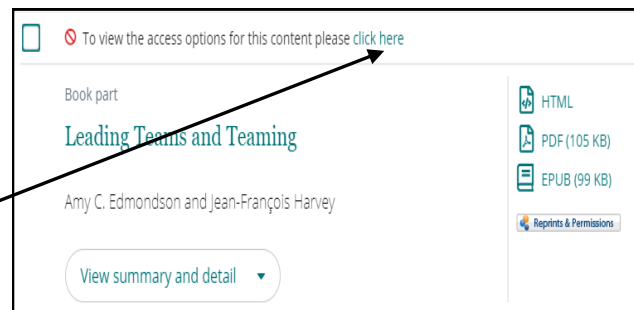 To view the access options for this content please click here
Book part
Leading Teams and Teaming
Amy C. Edmondson and Jean-François Harvey
View summary and detail
HTML
PDF (105 KB)
EPUB (99 KB)
Reprints & Permissions